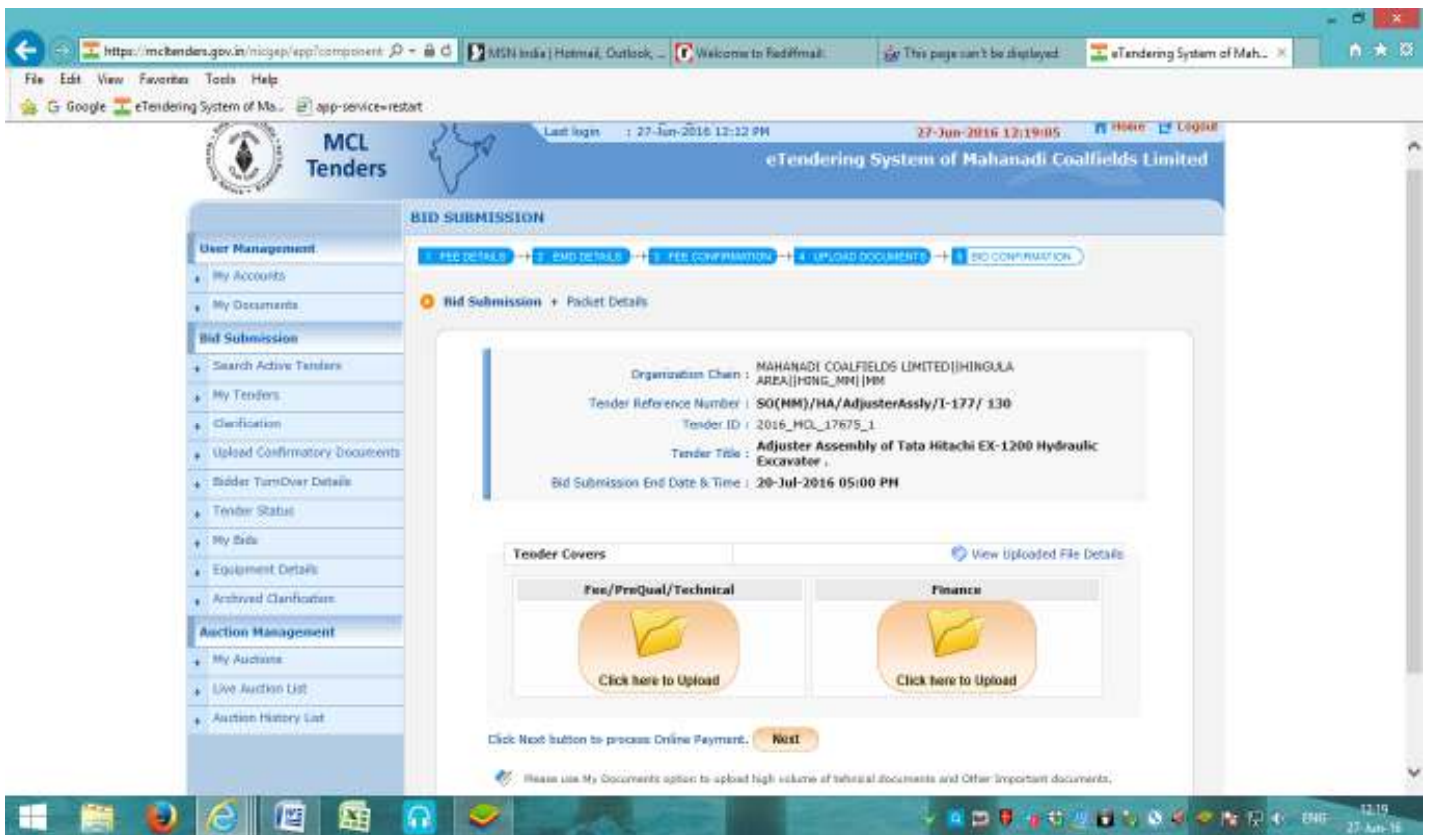 https://mcltenders.gov.in/nicgep/app?component
MSN India | Hotmail, Outlook, ...
Welcome to Rediffmail:
This page can't be displayed
eTendering System of Mah...
File Edit View Favorites Tools Help
Google
eTendering System of Ma...
app-service=restart
MCL
Tenders
Last login : 27-Jun-2016 12:12 PM
27-Jun-2016 12:19:05
Home Logout
eTendering System of Mahanadi Coalfields Limited
BID SUBMISSION
User Management
My Accounts
My Documents
Bid Submission
Search Active Tenders
My Tenders
Clarification
Upload Confirmatory Documents
Bidder TurnOver Details
Tender Status
My Bids
Equipment Details
Archived Clarification
Auction Management
My Auctions
Live Auction List
Auction History List
1 FEE DETAILS 2 EMD DETAILS 3 FEE CONFIRMATION 4 UPLOAD DOCUMENTS 5 BID CONFIRMATION
Bid Submission + Packet Details
Organization Chain : MAHANADI COALFIELDS LIMITED||HINGULA
AREA||HING_MM||MM
Tender Reference Number : SO(MM)/HA/AdjusterAssly/I-177/ 130
Tender ID : 2016_MCL_17675_1
Tender Title : Adjuster Assembly of Tata Hitachi EX-1200 Hydraulic
Excavator .
Bid Submission End Date & Time : 20-Jul-2016 05:00 PM
Tender Covers
View Uploaded File Details
Fee/PreQual/Technical
Finance
Click here to Upload
Click here to Upload
Click Next button to process Online Payment. Next
Please use My Documents option to upload high volume of tehnical documents and Other Important documents.
ENG
12:19
27-Jun-16